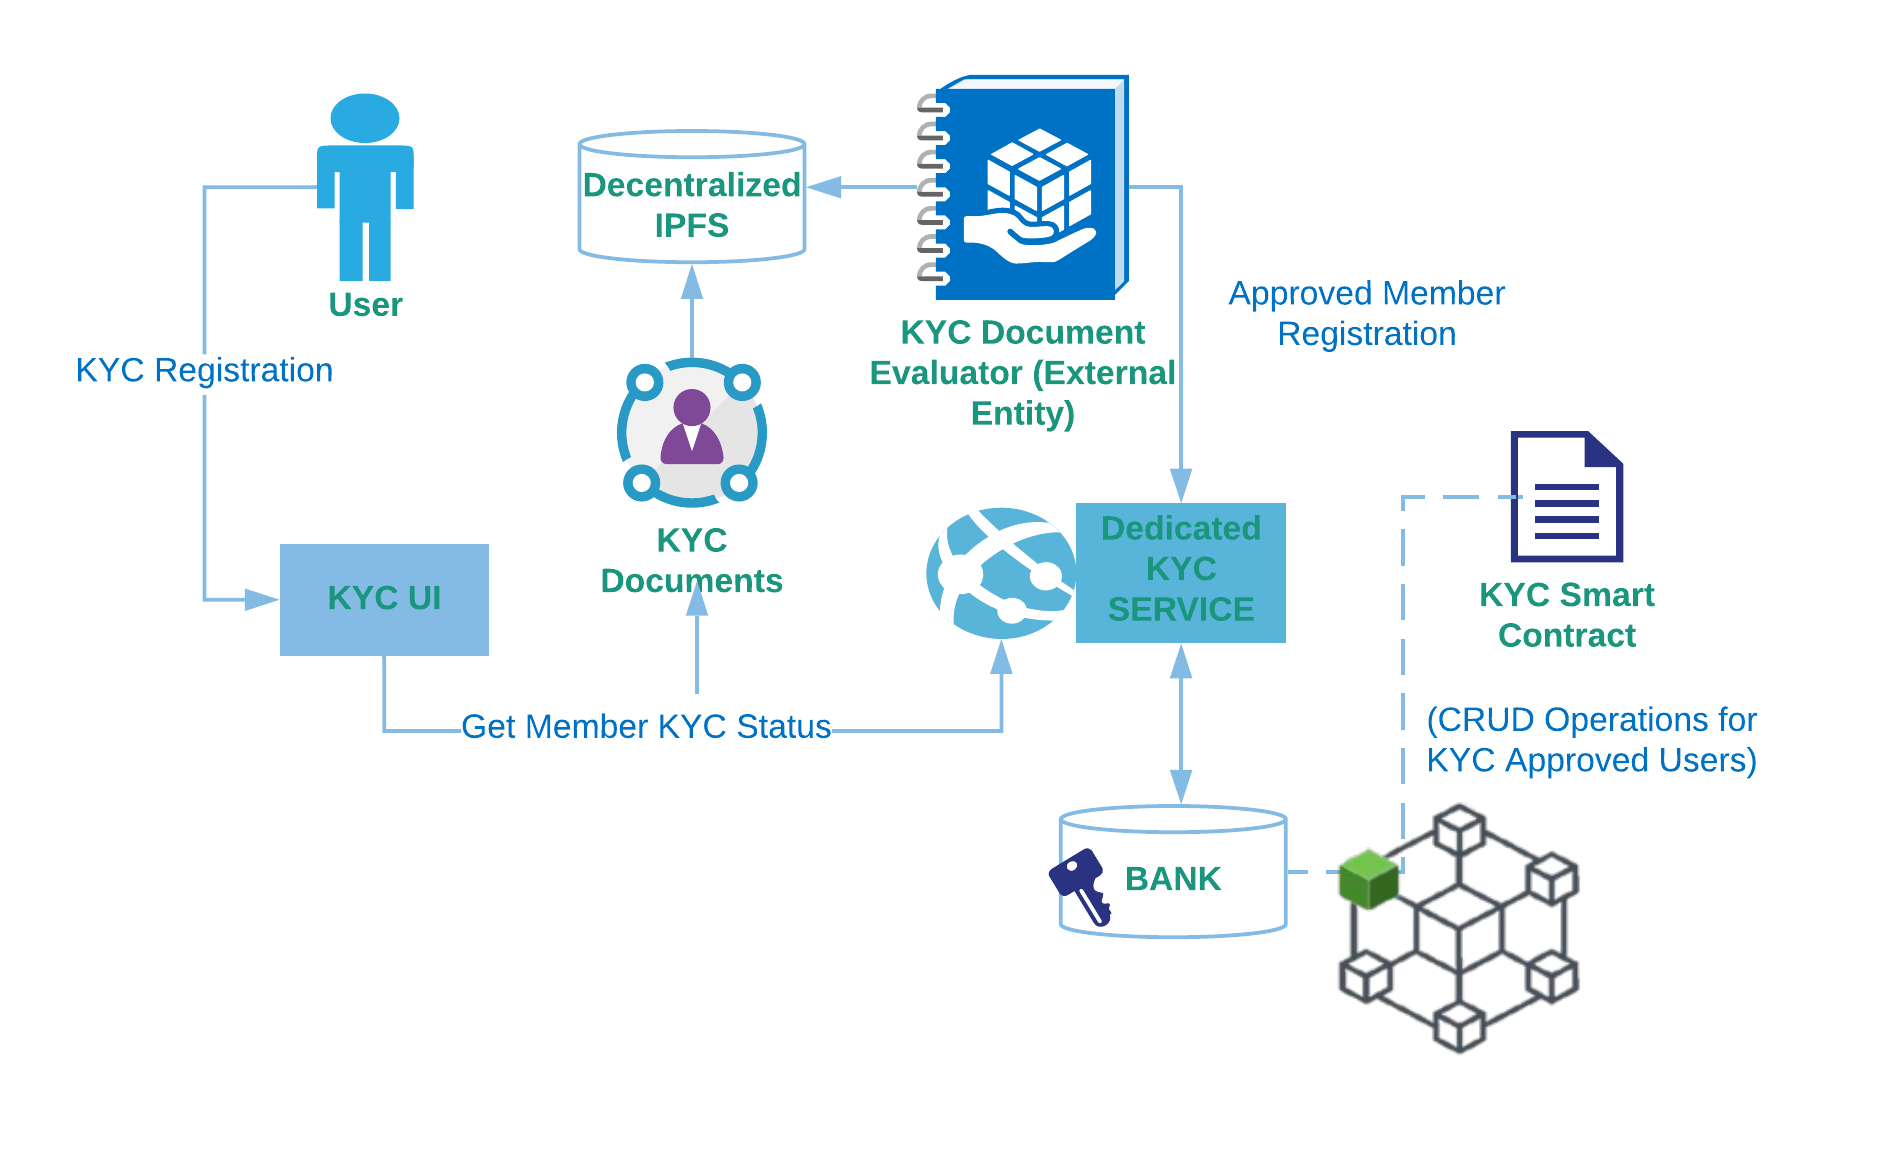 User
KYC Registration
KYC UI
Decentralized
IPFS
KYC
Documents
Get Member KYC Status
KYC Document
Evaluator (External
Entity)
Approved Member
Registration
Dedicated
KYC
SERVICE
BANK
KYC Smart
Contract
(CRUD Operations for
KYC Approved Users)